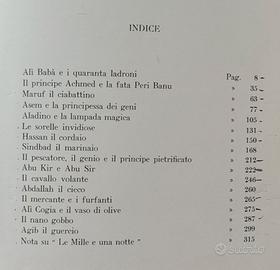 INDICE
Alì Babà e i quaranta ladroni Pag. 8
Il principe Achmed e la fata Peri Banu » 35
Maruf il ciabattino » 63
Asem e la principessa dei geni » 77
Aladino e la lampada magica » 105
Le sorelle invidiose » 131
Hassan il cordaio » 150
Sindbad il marinaio » 168
Il pescatore, il genio e il principe pietrificato » 212
Abu Kir e Abu Sir » 222
Il cavallo volante » 246
Abdallah il cieco » 260
Il mercante e i furfanti » 265
Alì Cogia e il vaso di olive » 275
Il nano gobbo » 287
Agib il guercio » 299
Nota su " Le Mille e una notte " » 315
subito